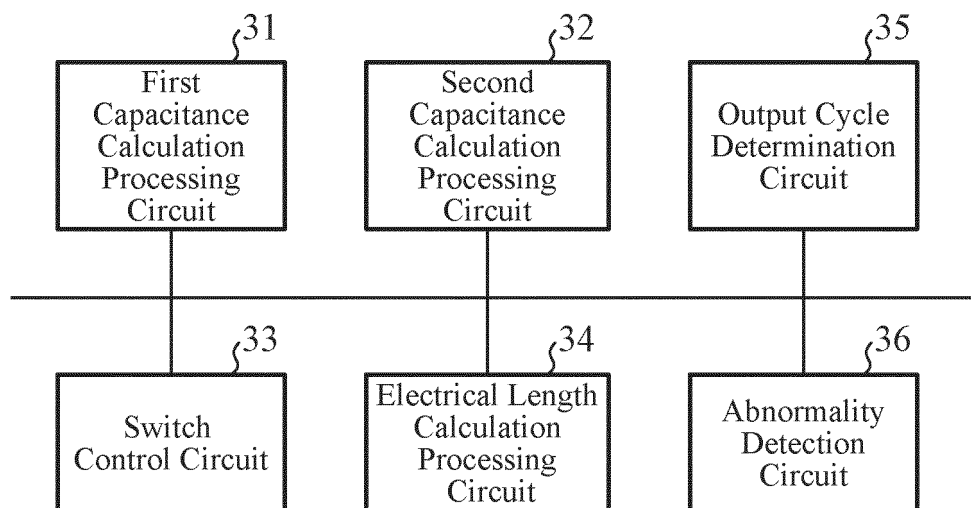 31
First
Capacitance
Calculation
Processing
Circuit
32
Second
Capacitance
Calculation
Processing
Circuit
35
Output Cycle
Determination
Circuit
33
Switch
Control Circuit
34
Electrical Length
Calculation
Processing
Circuit
36
Abnormality
Detection
Circuit